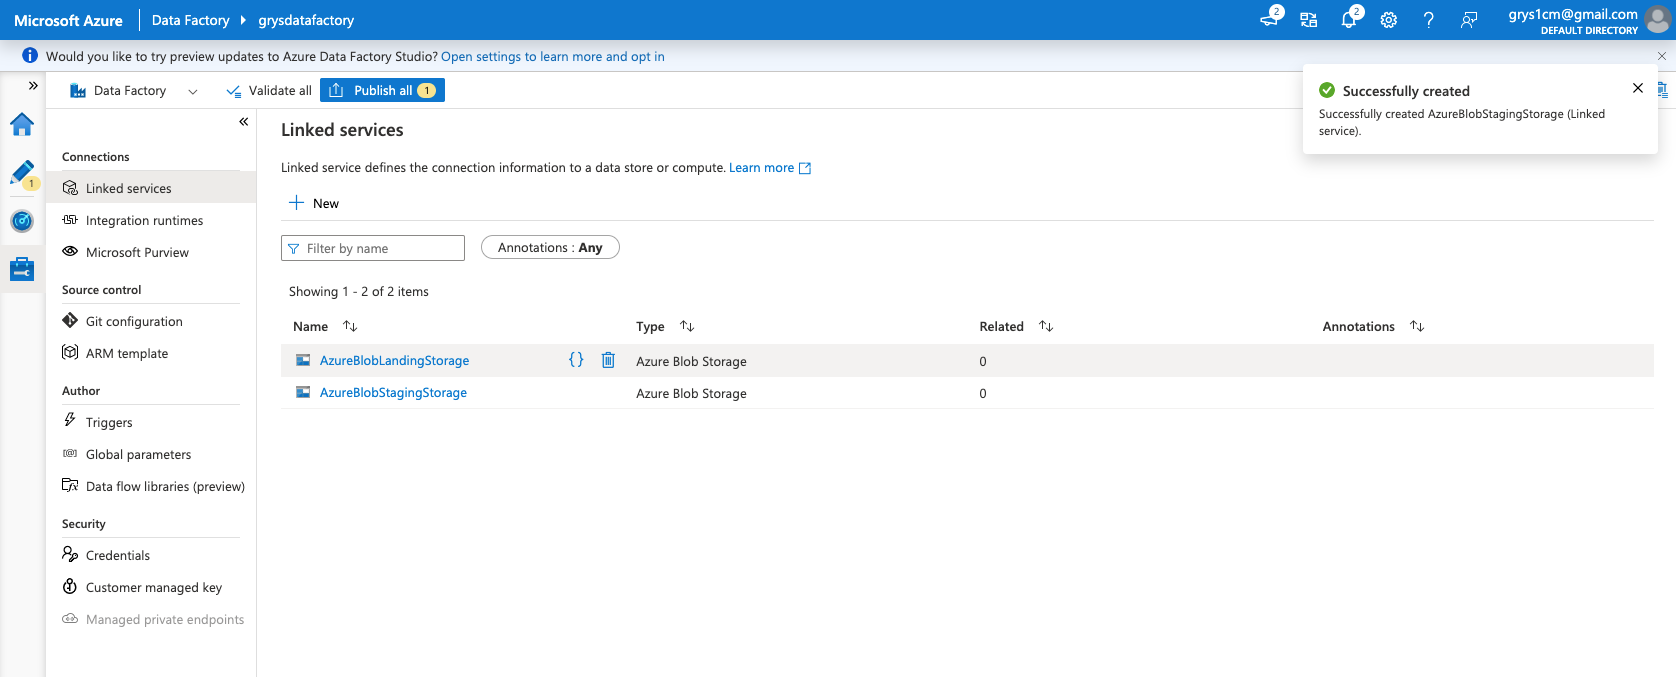 Microsoft Azure Data Factory grysdatafactory 2 2 grys1cm@gmail.com
DEFAULT DIRECTORY
Would you like to try preview updates to Azure Data Factory Studio? Open settings to learn more and opt in
Data Factory Validate all Publish all 1
Successfully created
Successfully created AzureBlobStagingStorage (Linked
service).
1
Connections
Linked services
Integration runtimes
Microsoft Purview
Source control
Git configuration
ARM template
Author
Triggers
Global parameters
Data flow libraries (preview)
Security
Credentials
Customer managed key
Managed private endpoints
Linked services
Linked service defines the connection information to a data store or compute. Learn more
New
Filter by name Annotations : Any
Showing 1 - 2 of 2 items
Name Type Related Annotations
AzureBlobLandingStorage {} Azure Blob Storage 0
AzureBlobStagingStorage Azure Blob Storage 0